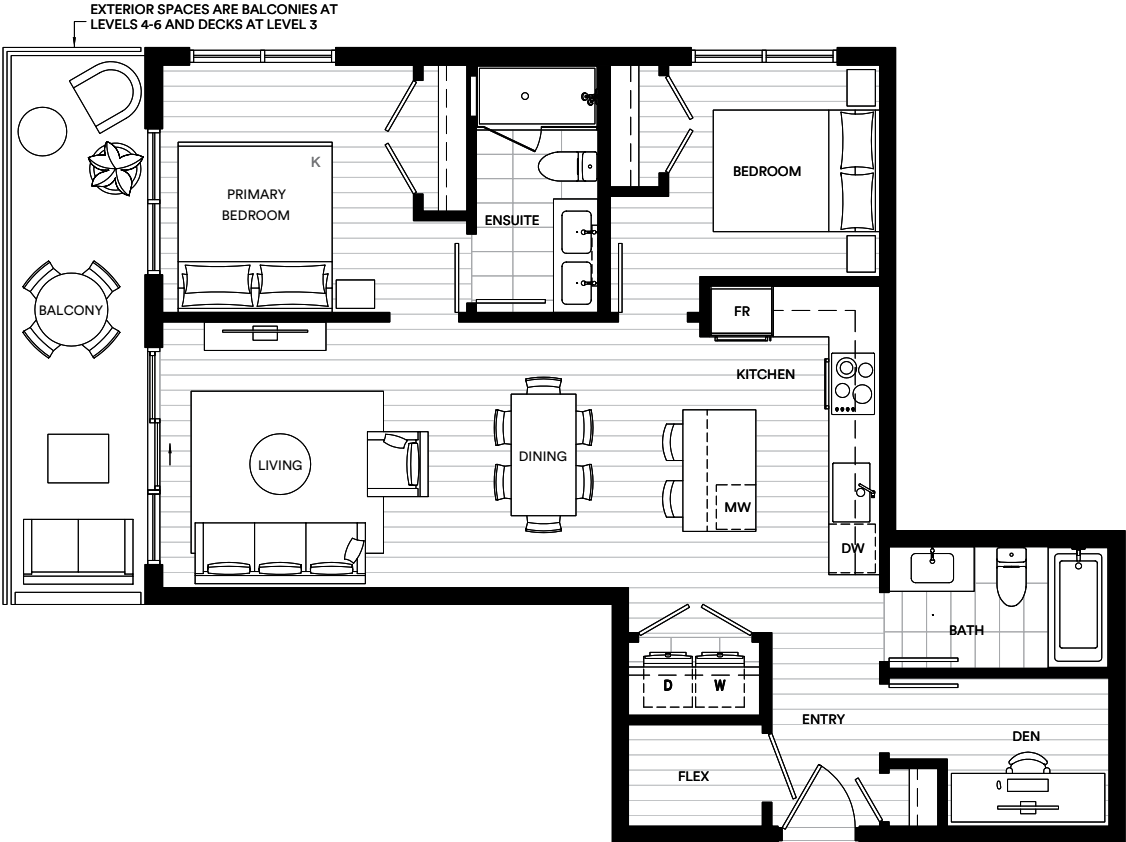 EXTERIOR SPACES ARE BALCONIES AT
LEVELS 4-6 AND DECKS AT LEVEL 3
K
PRIMARY
BEDROOM
ENSUITE
BEDROOM
BALCONY
FR
KITCHEN
LIVING
DINING
MW
DW
BATH
D
W
ENTRY
DEN
FLEX